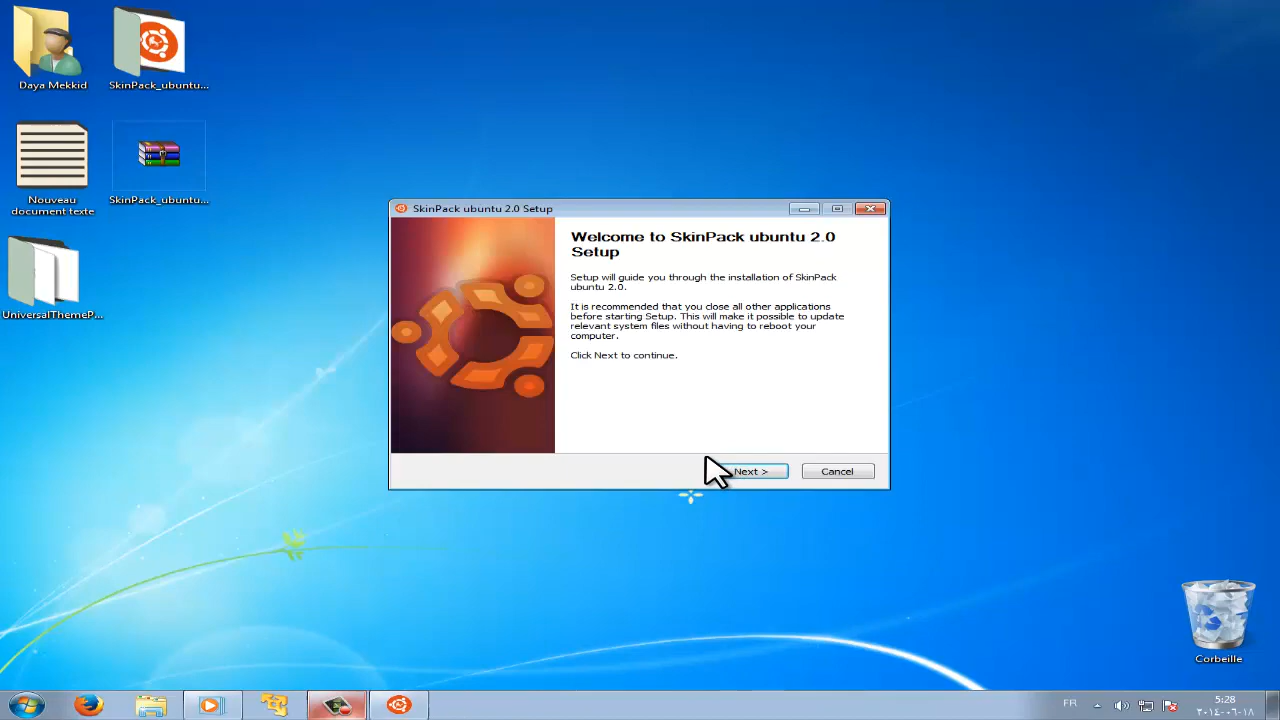 Daya Mekkid
SkinPack_ubuntu...
Nouveau
document texte
SkinPack_ubuntu...
UniversalThemeP...
SkinPack ubuntu 2.0 Setup
Welcome to SkinPack ubuntu 2.0
Setup
Setup will guide you through the installation of SkinPack
ubuntu 2.0.
It is recommended that you close all other applications
before starting Setup. This will make it possible to update
relevant system files without having to reboot your
computer.
Click Next to continue.
Next >
Cancel
Corbeille
FR
5:28
٢٠١٤-٠٦-١٨